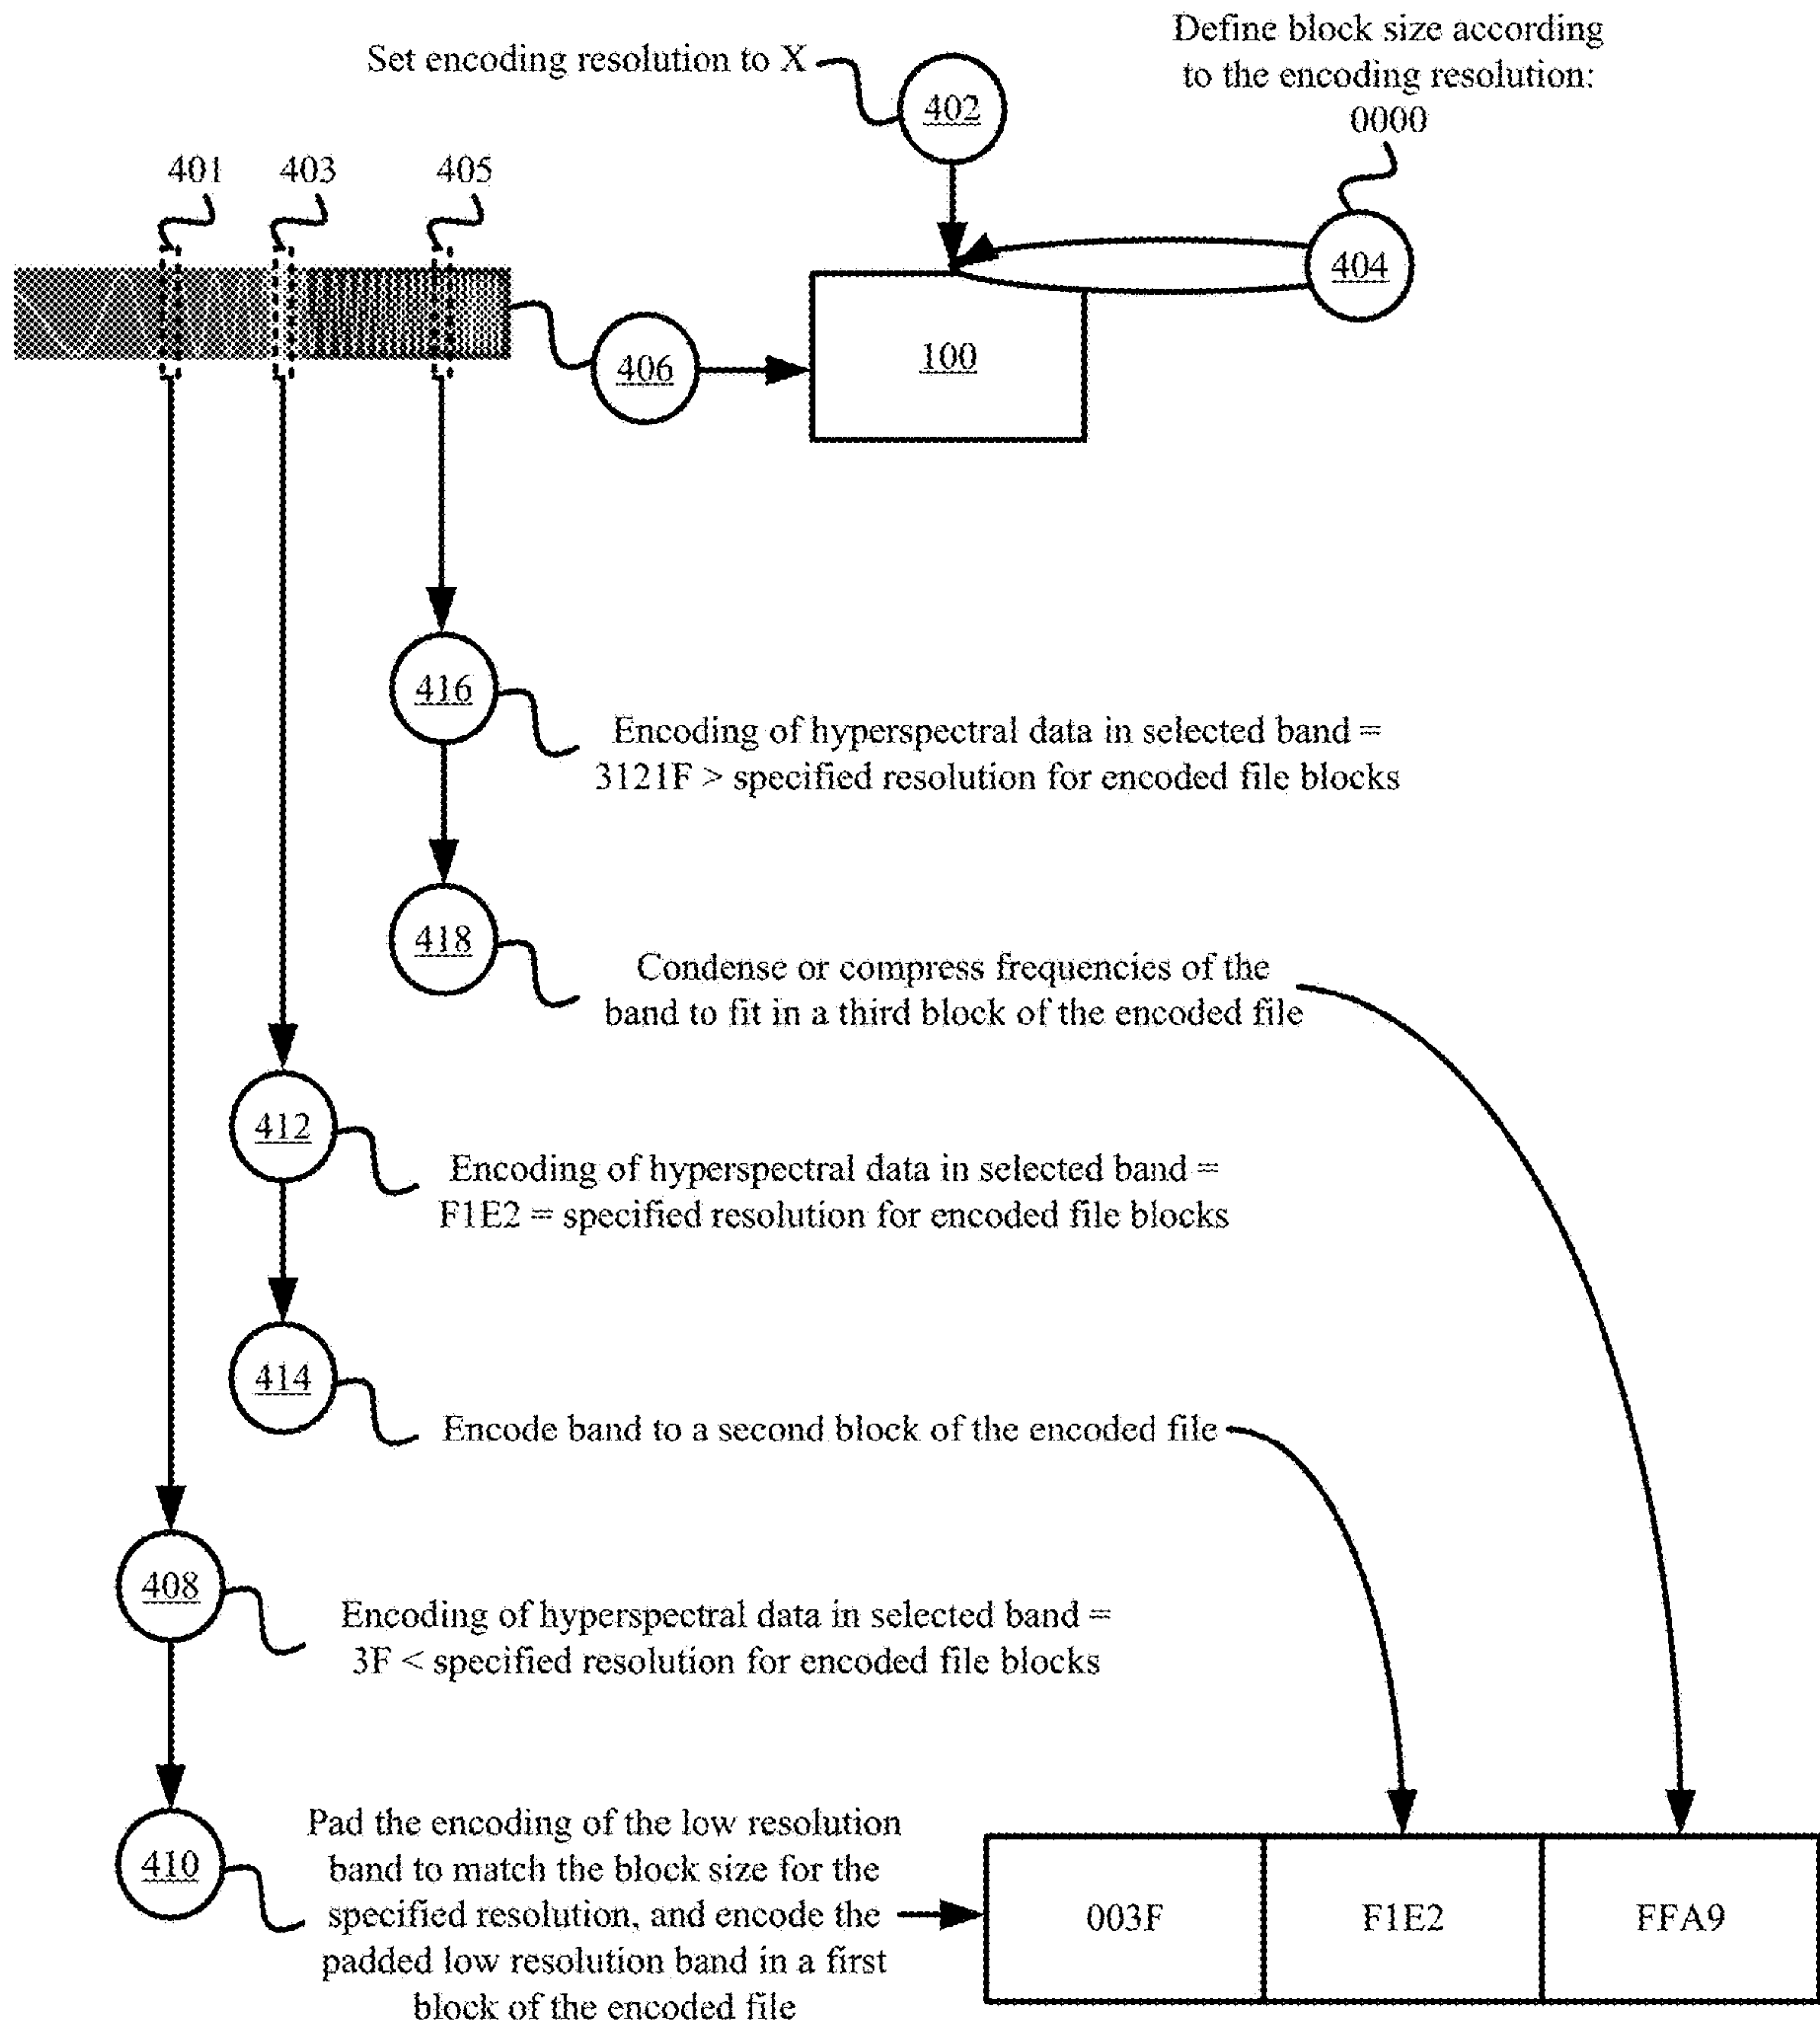 Set encoding resolution to X
402
Define block size according
to the encoding resolution:
0000
404
401
403
405
406
100
416
Encoding of hyperspectral data in selected band =
3121F > specified resolution for encoded file blocks
418
Condense or compress frequencies of the
band to fit in a third block of the encoded file
412
Encoding of hyperspectral data in selected band =
F1E2 = specified resolution for encoded file blocks
414
Encode band to a second block of the encoded file
408
Encoding of hyperspectral data in selected band =
3F < specified resolution for encoded file blocks
410
Pad the encoding of the low resolution
band to match the block size for the
specified resolution, and encode the
padded low resolution band in a first
block of the encoded file
003F
F1E2
FFA9